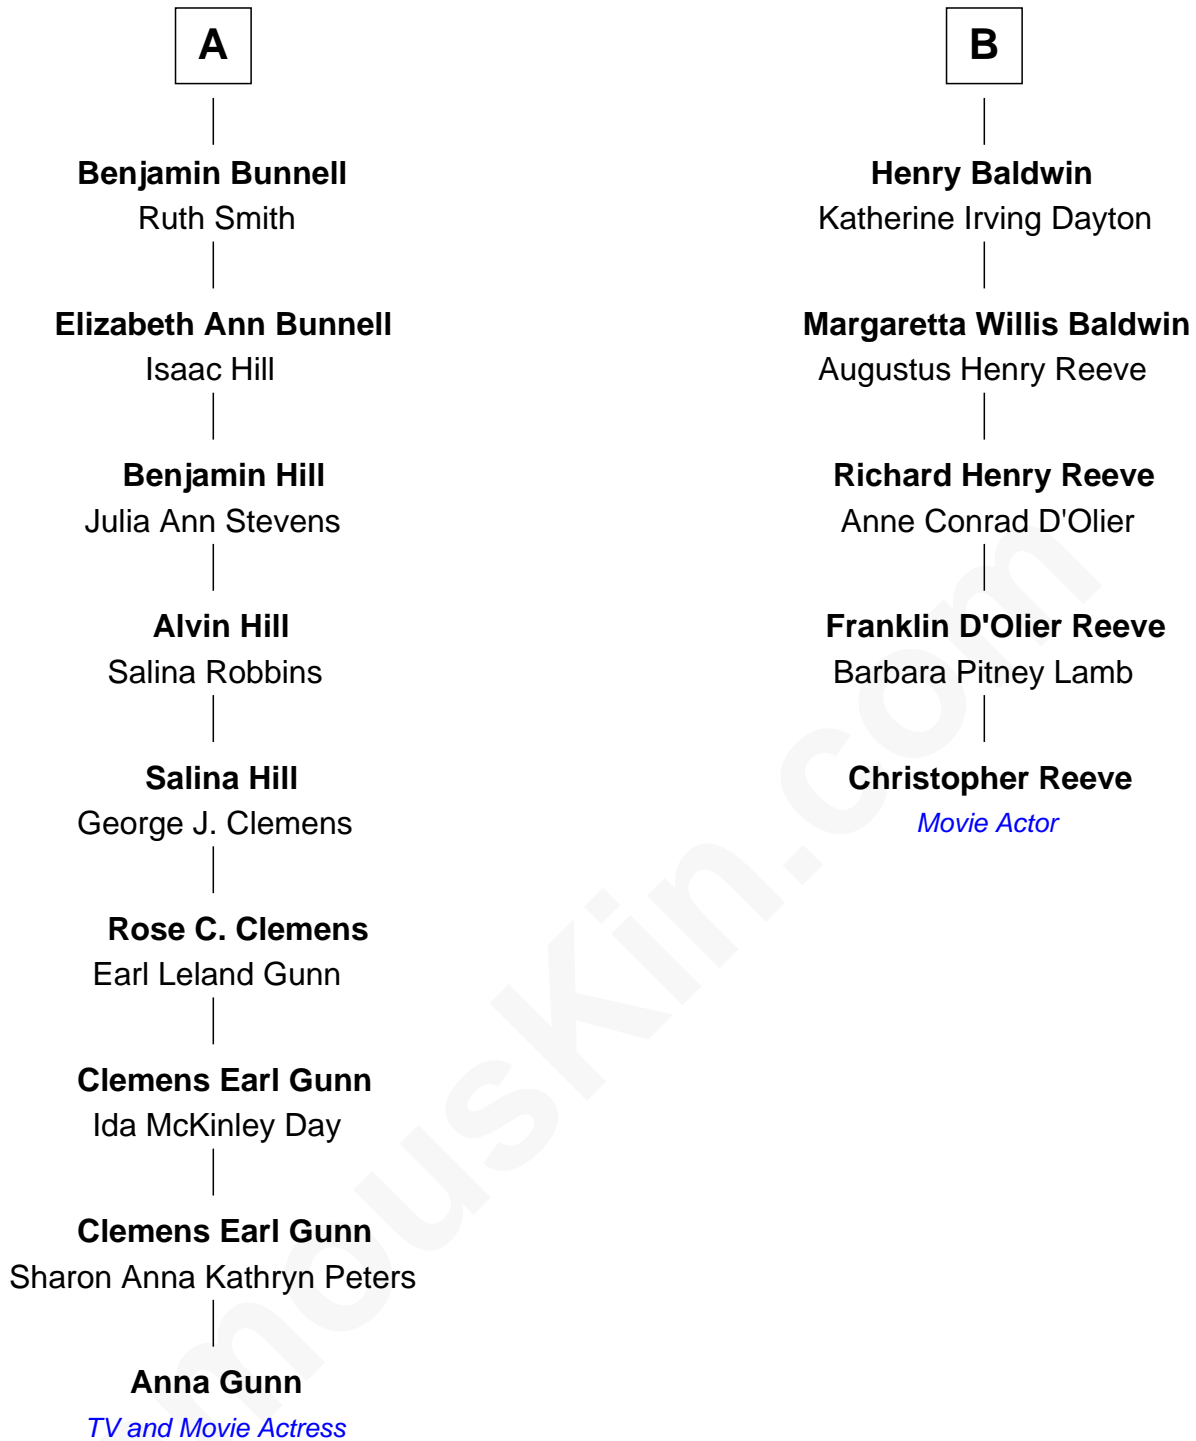 A
Benjamin Bunnell
Ruth Smith
Elizabeth Ann Bunnell
Isaac Hill
Benjamin Hill
Julia Ann Stevens
Alvin Hill
Salina Robbins
Salina Hill
George J. Clemens
Rose C. Clemens
Earl Leland Gunn
Clemens Earl Gunn
Ida McKinley Day
Clemens Earl Gunn
Sharon Anna Kathryn Peters
Anna Gunn
TV and Movie Actress
B
Henry Baldwin
Katherine Irving Dayton
Margaretta Willis Baldwin
Augustus Henry Reeve
Richard Henry Reeve
Anne Conrad D'Olier
Franklin D'Olier Reeve
Barbara Pitney Lamb
Christopher Reeve
Movie Actor
mousKin.com